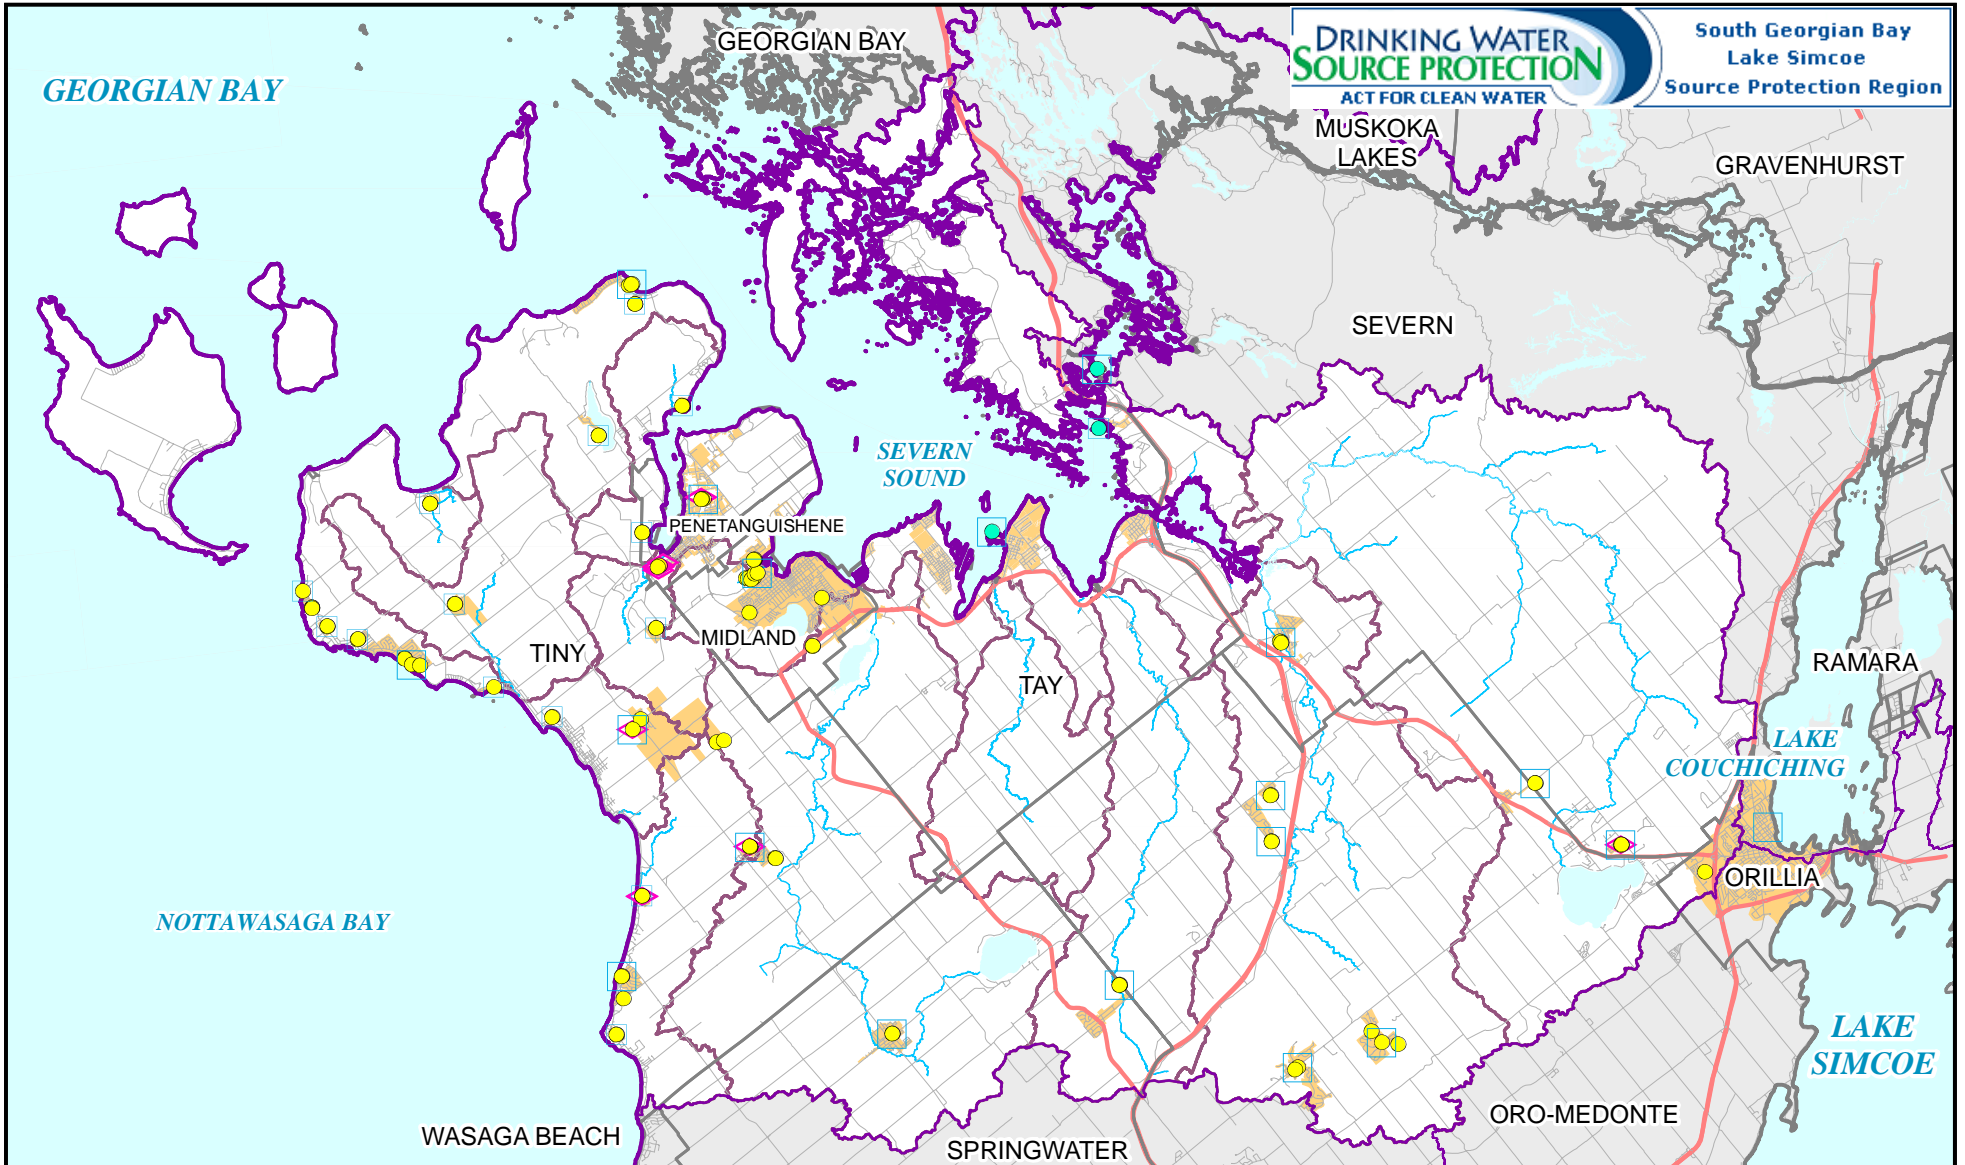 GEORGIAN BAY
GEORGIAN BAY
DRINKING WATER
SOURCE PROTECTION
ACT FOR CLEAN WATER
South Georgian Bay
Lake Simcoe
Source Protection Region
MUSKOKA
LAKES
GRAVENHURST
SEVERN
SEVERN
SOUND
PENETANGUISHENE
MIDLAND
TINY
TAY
RAMARA
LAKE
COUCHICHING
ORILLIA
NOTTAWASAGA BAY
LAKE
SIMCOE
ORO-MEDONTE
WASAGA BEACH
SPRINGWATER